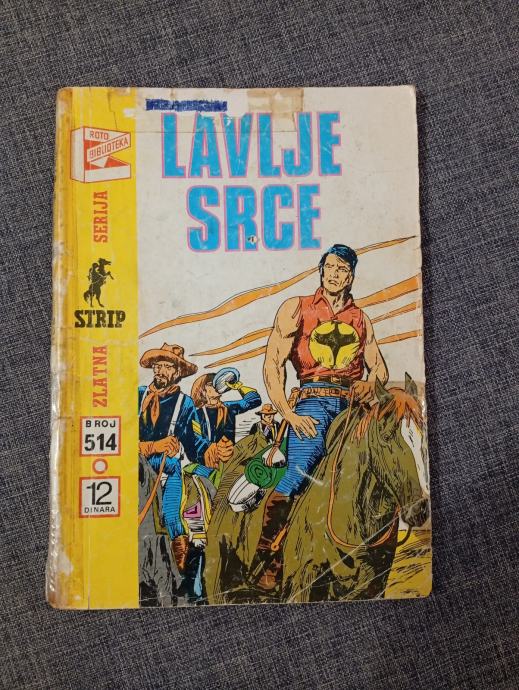 LAVLJE
SRCE
ROTO
BIBLIOTEKA
ZLATNA SERIJA
STRIP
BROJ
514
12
DINARA